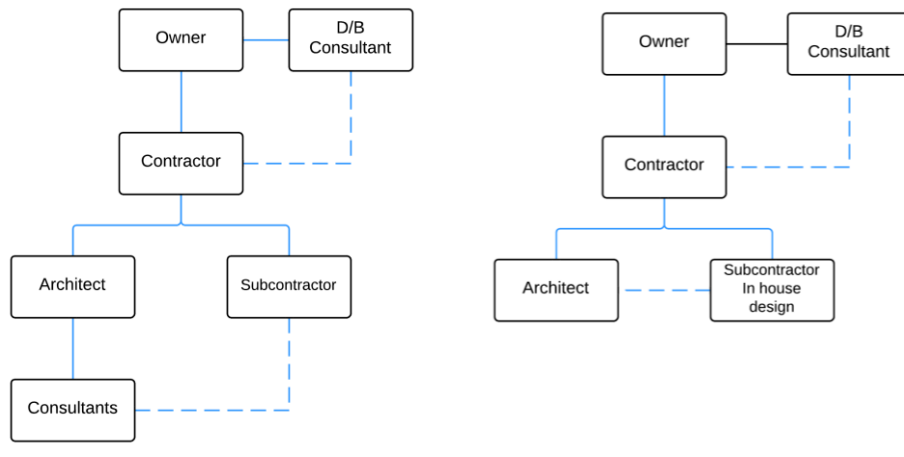 Owner
D/B
Consultant
Contractor
Architect
Subcontractor
Consultants
Owner
D/B
Consultant
Contractor
Architect
Subcontractor
In house
design